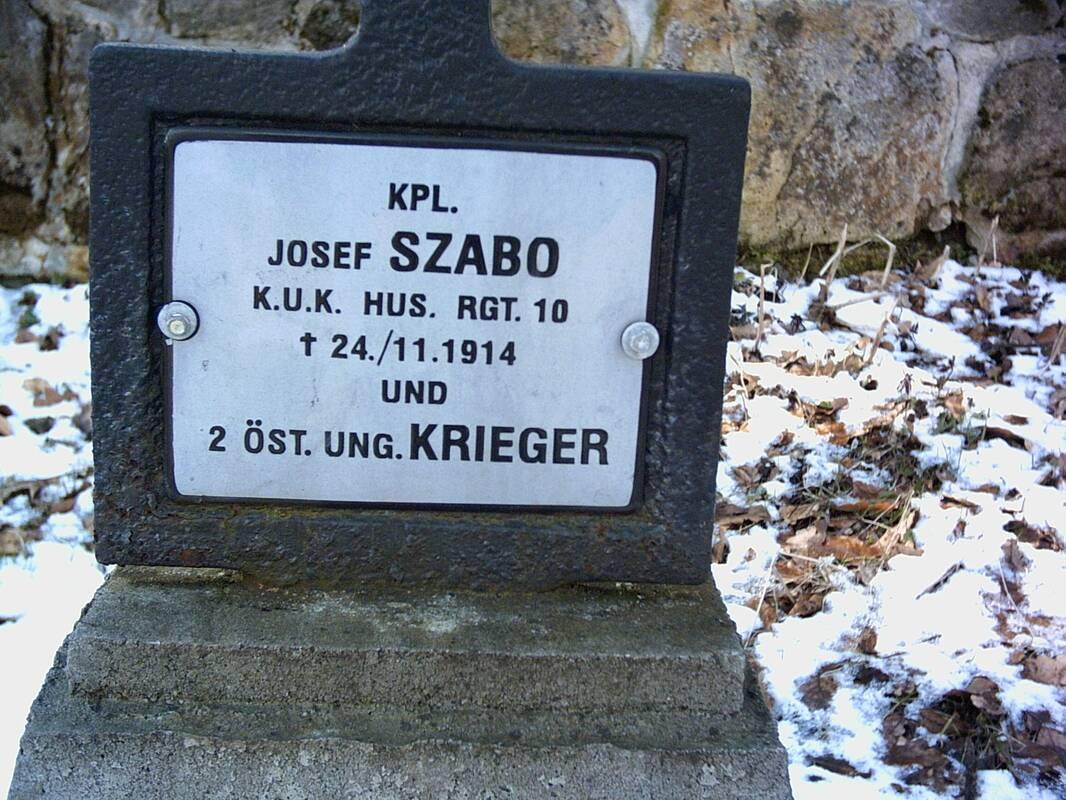 KPL.
JOSEF SZABO
K.U.K. HUS. RGT. 10
† 24./11.1914
UND
2 ÖST. UNG. KRIEGER